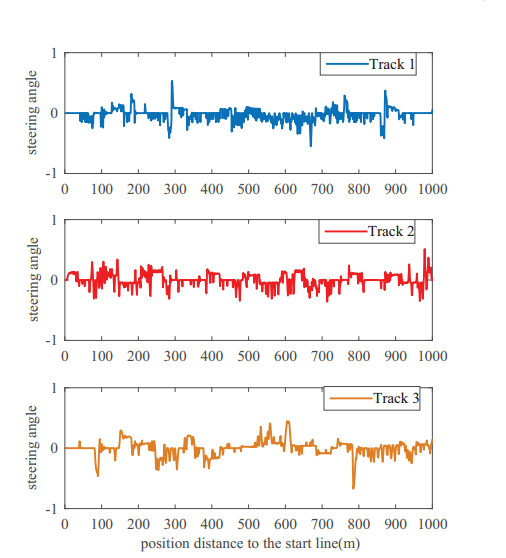 Track 1
steering angle
1
0
-1
0 100 200 300 400 500 600 700 800 900 1000
Track 2
steering angle
1
0
-1
0 100 200 300 400 500 600 700 800 900 1000
Track 3
steering angle
1
0
-1
0 100 200 300 400 500 600 700 800 900 1000
position distance to the start line(m)